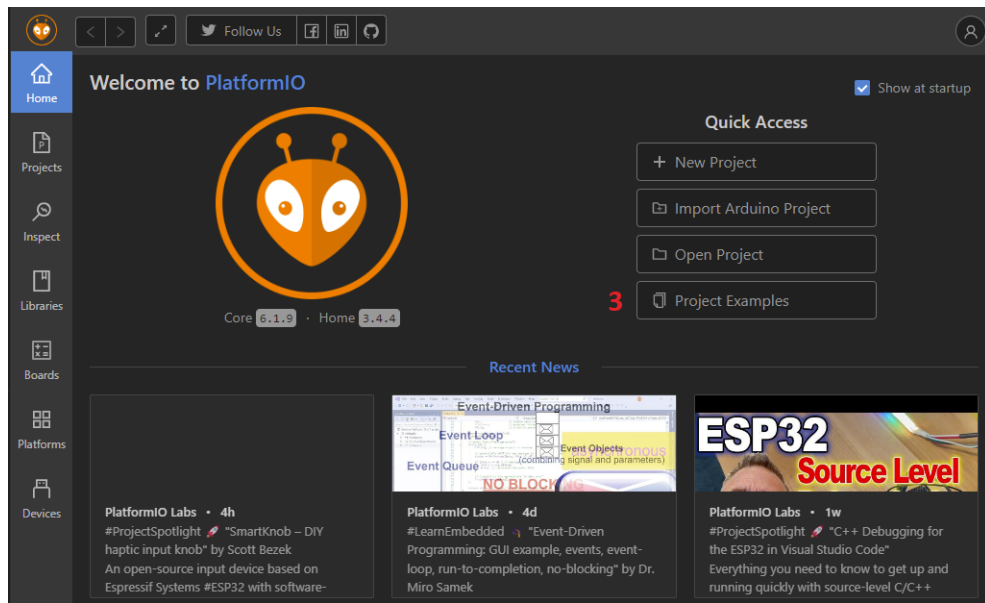 Follow Us
Home
Welcome to PlatformIO
Show at startup
Quick Access
New Project
Projects
Import Arduino Project
Inspect
Open Project
Libraries
3 Project Examples
Core 6.1.9 · Home 3.4.4
Boards
Recent News
Platforms
Devices
PlatformIO Labs • 4h
#ProjectSpotlight 🚀 "SmartKnob – DIY
haptic input knob" by Scott Bezek
An open-source input device based on
Espressif Systems #ESP32 with software-
Event-Driven Programming
Event Loop
Event Objects
(combining signal and parameters)
Event Queue
NO BLOCKING
PlatformIO Labs • 4d
#LearnEmbedded "Event-Driven
Programming: GUI example, events, event-
loop, run-to-completion, no-blocking" by Dr.
Miro Samek
ESP32
Source Level
PlatformIO Labs • 1w
#ProjectSpotlight 🚀 "C++ Debugging for
the ESP32 in Visual Studio Code"
Everything you need to know to get up and
running quickly with source-level C/C++